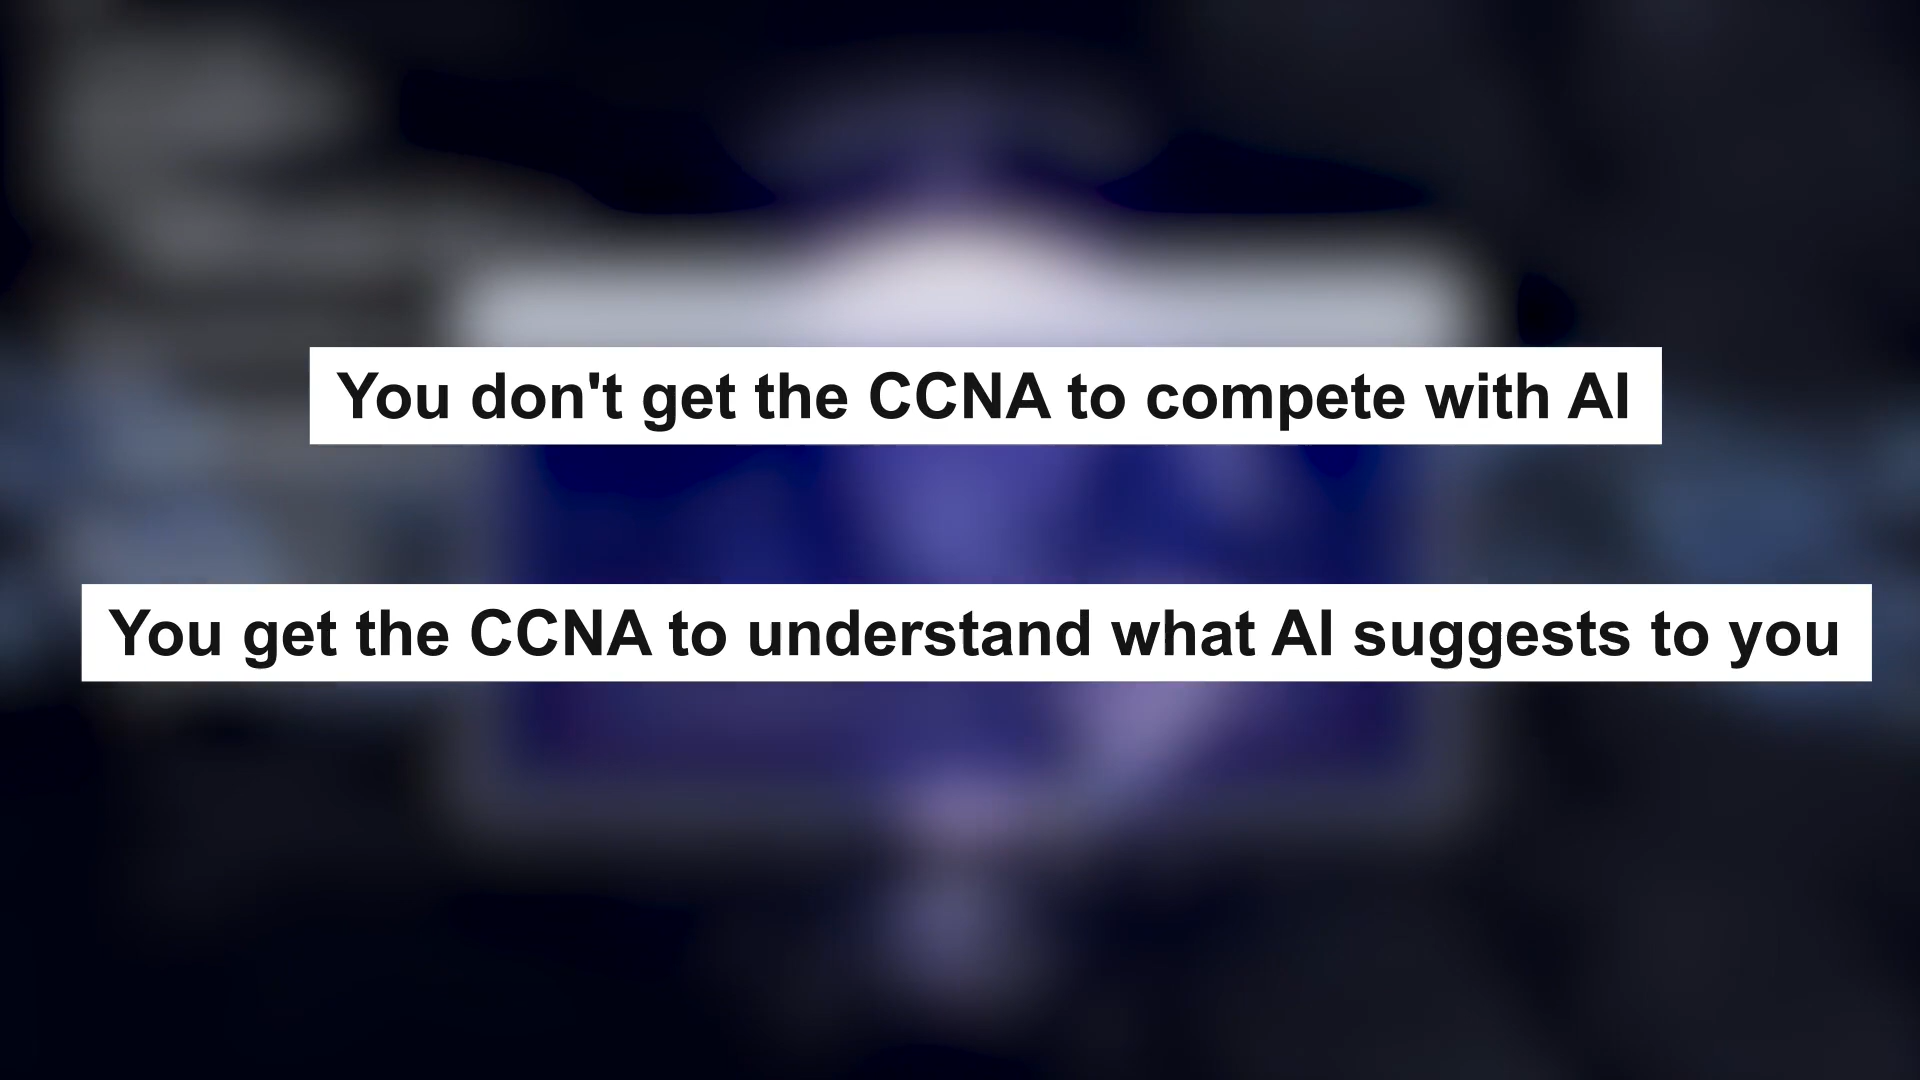 You don't get the CCNA to compete with AI
You get the CCNA to understand what AI suggests to you